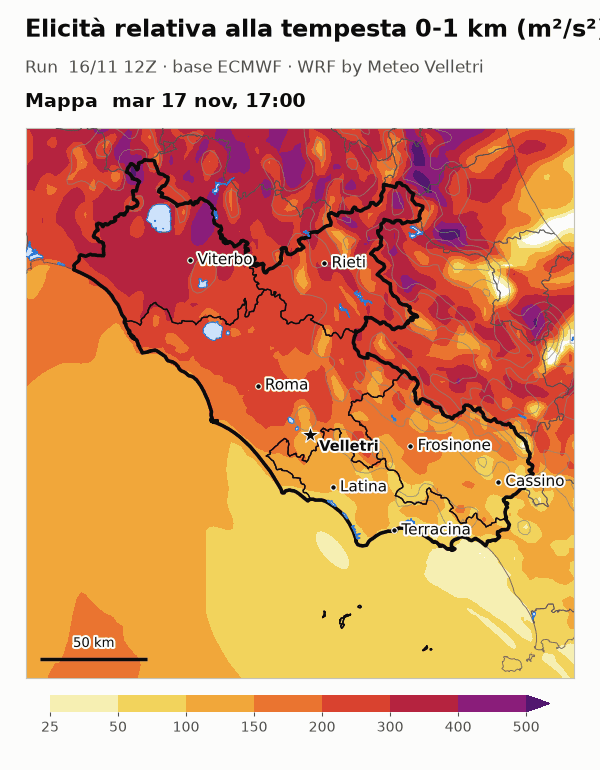 Elicità relativa alla tempesta 0-1 km (m²/s²)
Run 16/11 12Z · base ECMWF · WRF by Meteo Velletri
Mappa mar 17 nov, 17:00
Viterbo
Rieti
Roma
Velletri
Frosinone
Cassino
Latina
Terracina
50 km
25 50 100 150 200 300 400 500